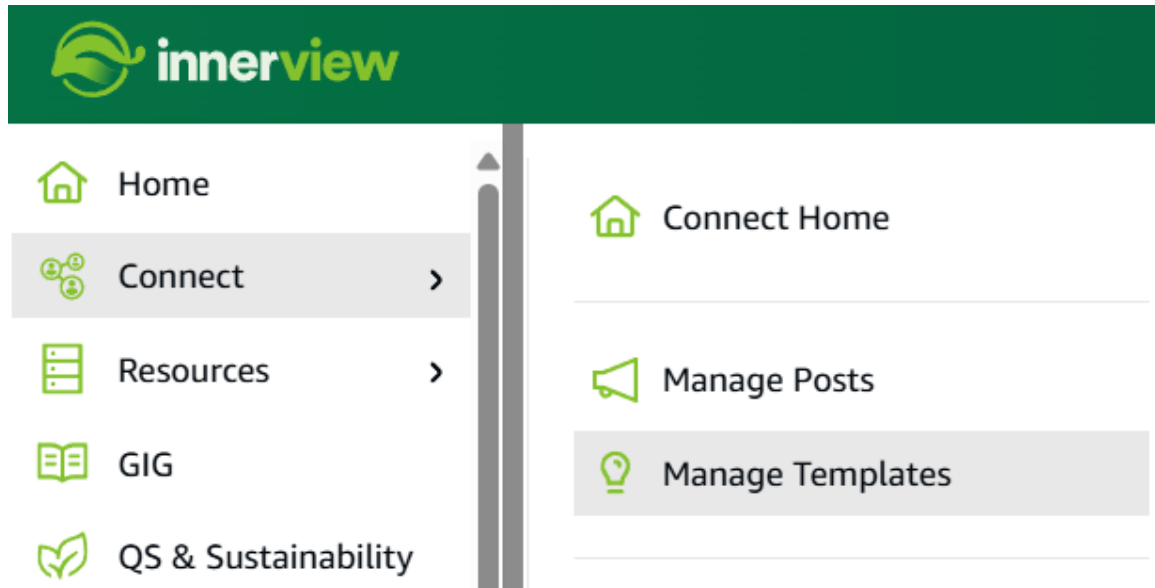 innerview
Home
Connect
Resources
GIG
QS & Sustainability
Connect Home
Manage Posts
Manage Templates